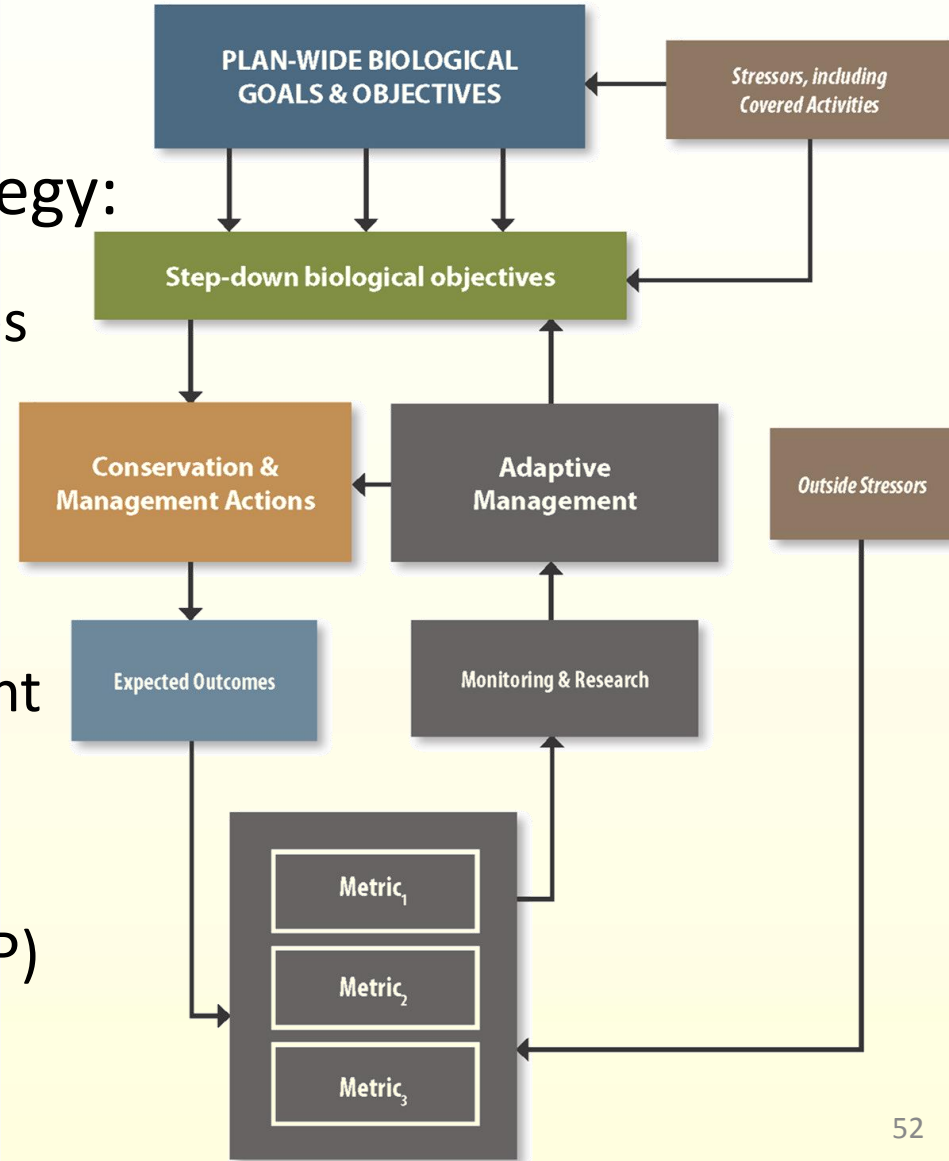 PLAN-WIDE BIOLOGICAL
GOALS & OBJECTIVES
Stressors, including
Covered Activities
egy:
Step-down biological objectives
s
Conservation &
Management Actions
Adaptive
Management
Outside Stressors
Expected Outcomes
Monitoring & Research
nt
Metric₁
P)
Metric₂
Metric₃
52